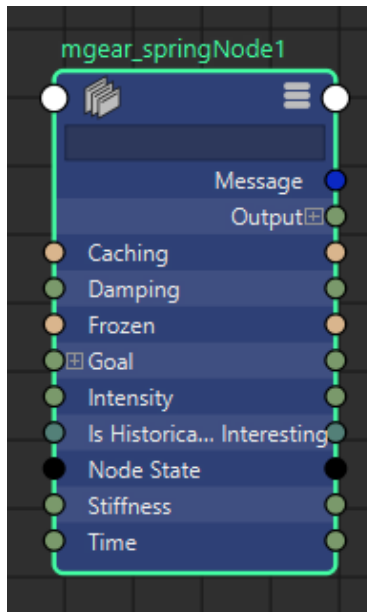 mgear_springNode1
Message
Output
Caching
Damping
Frozen
Goal
Intensity
Is Historica... Interesting
Node State
Stiffness
Time